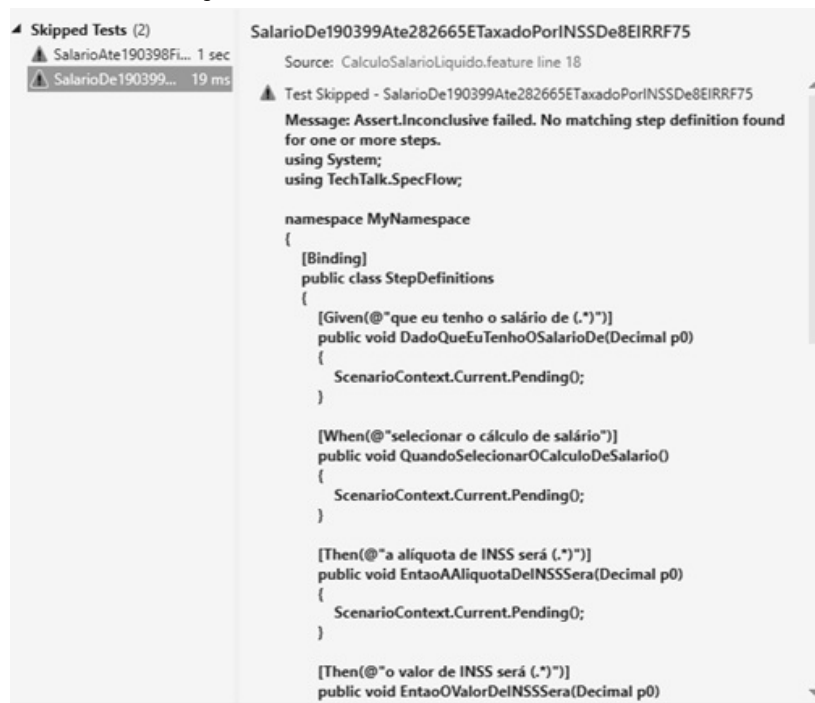 Skipped Tests (2)
SalarioAte190398Fi... 1 sec
SalarioDe190399... 19 ms
SalarioDe190399Ate282665ETaxadoPorINSSDe8EIRRF75
Source: CalculoSalarioLiquido.feature line 18
Test Skipped - SalarioDe190399Ate282665ETaxadoPorINSSDe8EIRRF75
Message: Assert.Inconclusive failed. No matching step definition found
for one or more steps.
using System;
using TechTalk.SpecFlow;
namespace MyNamespace
{
[Binding]
public class StepDefinitions
{
[Given(@"que eu tenho o salário de (.*)")]
public void DadoQueEuTenhoOSalarioDe(Decimal p0)
{
ScenarioContext.Current.Pending();
}
[When(@"selecionar o cálculo de salário")]
public void QuandoSelecionarOCalculoDeSalario()
{
ScenarioContext.Current.Pending();
}
[Then(@"a alíquota de INSS será (.*)")]
public void EntaoAAliquotaDeINSSSera(Decimal p0)
{
ScenarioContext.Current.Pending();
}
[Then(@"o valor de INSS será (.*)")]
public void EntaoOValorDeINSSSera(Decimal p0)